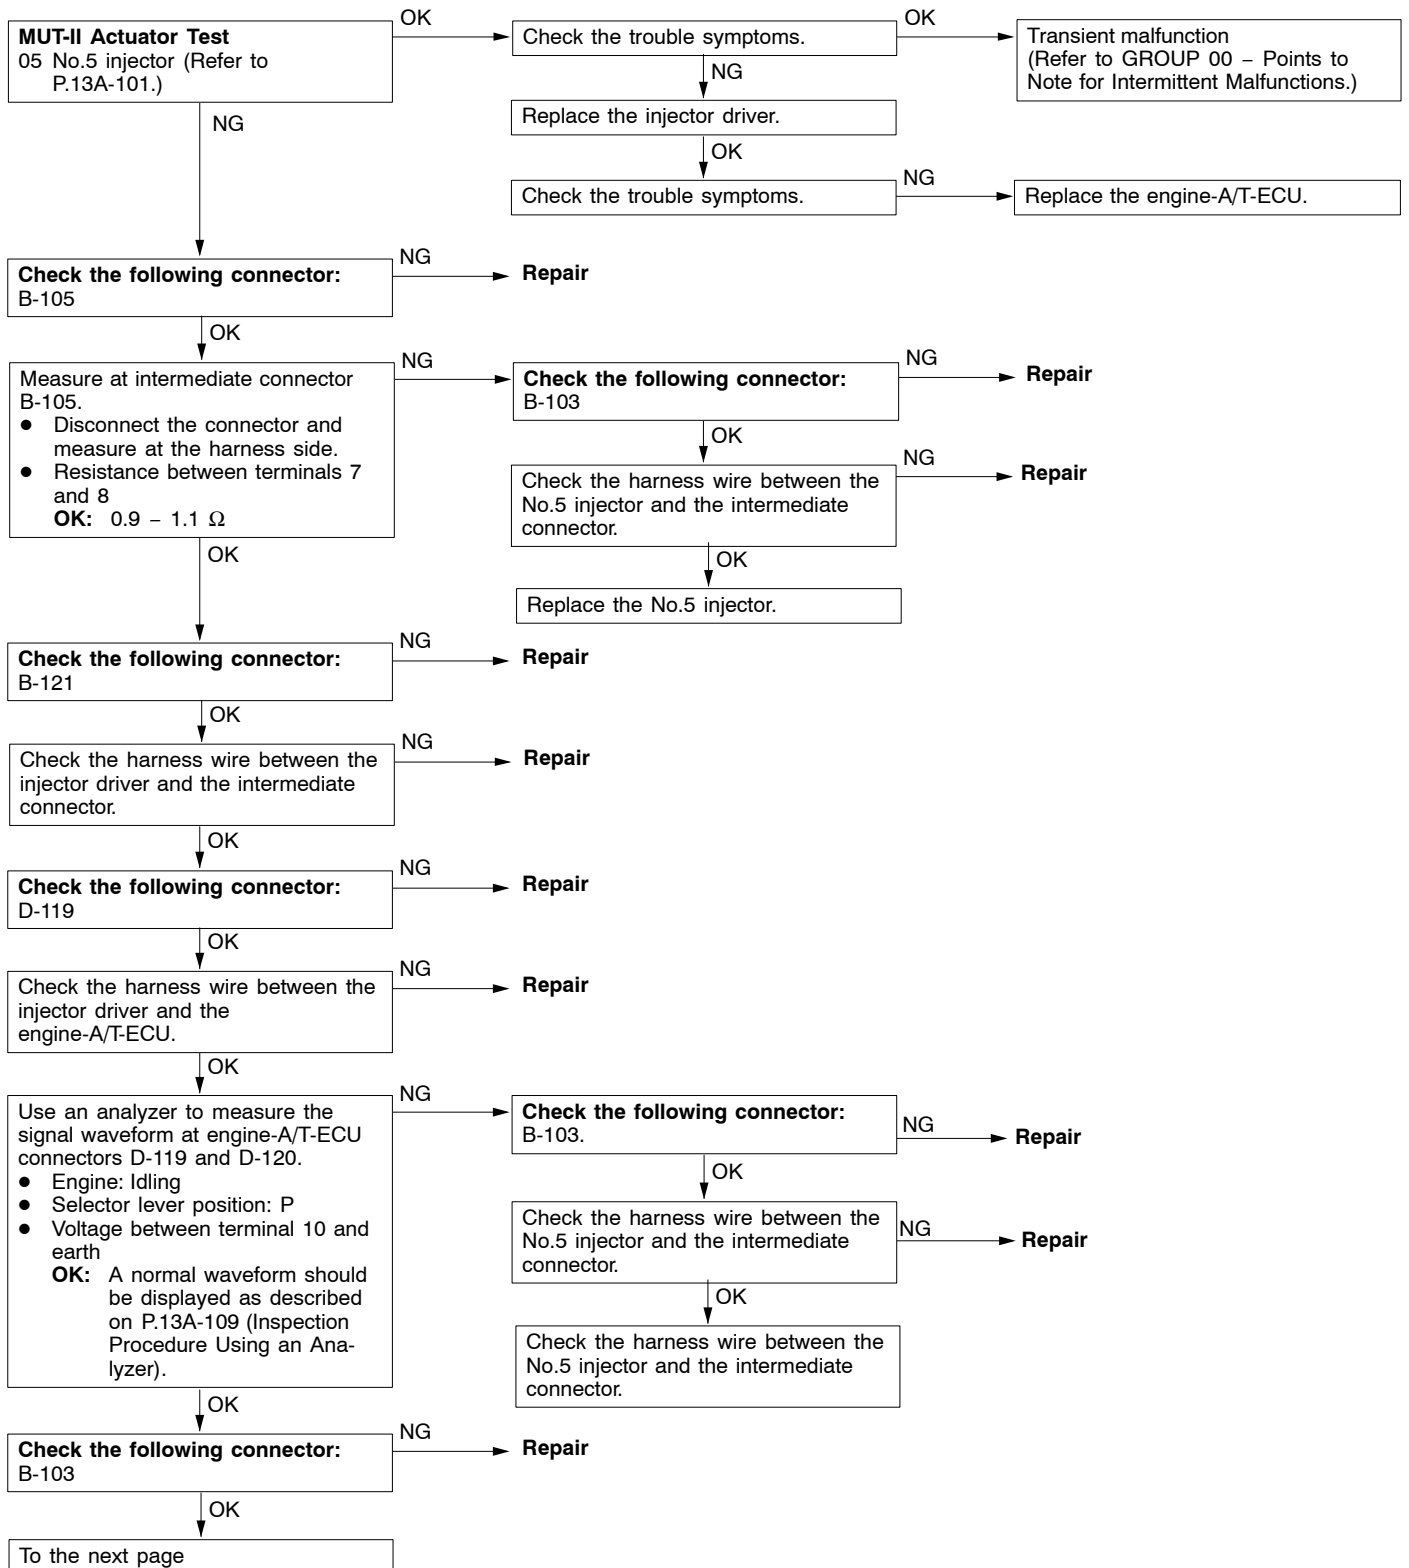 MUT-II Actuator Test
05 No.5 injector (Refer to
P.13A-101.)
OK
Check the trouble symptoms.
OK
Transient malfunction
(Refer to GROUP 00 – Points to
Note for Intermittent Malfunctions.)
NG
NG
Replace the injector driver.
OK
Check the trouble symptoms.
NG
Replace the engine-A/T-ECU.
Check the following connector:
B-105
NG
Repair
OK
Measure at intermediate connector
B-105.
● Disconnect the connector and
measure at the harness side.
● Resistance between terminals 7
and 8
OK: 0.9 – 1.1 Ω
NG
Check the following connector:
B-103
NG
Repair
OK
Check the harness wire between the
No.5 injector and the intermediate
connector.
NG
Repair
OK
Replace the No.5 injector.
OK
Check the following connector:
B-121
NG
Repair
OK
Check the harness wire between the
injector driver and the intermediate
connector.
NG
Repair
OK
Check the following connector:
D-119
NG
Repair
OK
Check the harness wire between the
injector driver and the
engine-A/T-ECU.
NG
Repair
OK
Use an analyzer to measure the
signal waveform at engine-A/T-ECU
connectors D-119 and D-120.
● Engine: Idling
● Selector lever position: P
● Voltage between terminal 10 and
earth
OK: A normal waveform should
be displayed as described
on P.13A-109 (Inspection
Procedure Using an Ana-
lyzer).
NG
Check the following connector:
B-103.
NG
Repair
OK
Check the harness wire between the
No.5 injector and the intermediate
connector.
NG
Repair
OK
Check the harness wire between the
No.5 injector and the intermediate
connector.
OK
Check the following connector:
B-103
NG
Repair
OK
To the next page